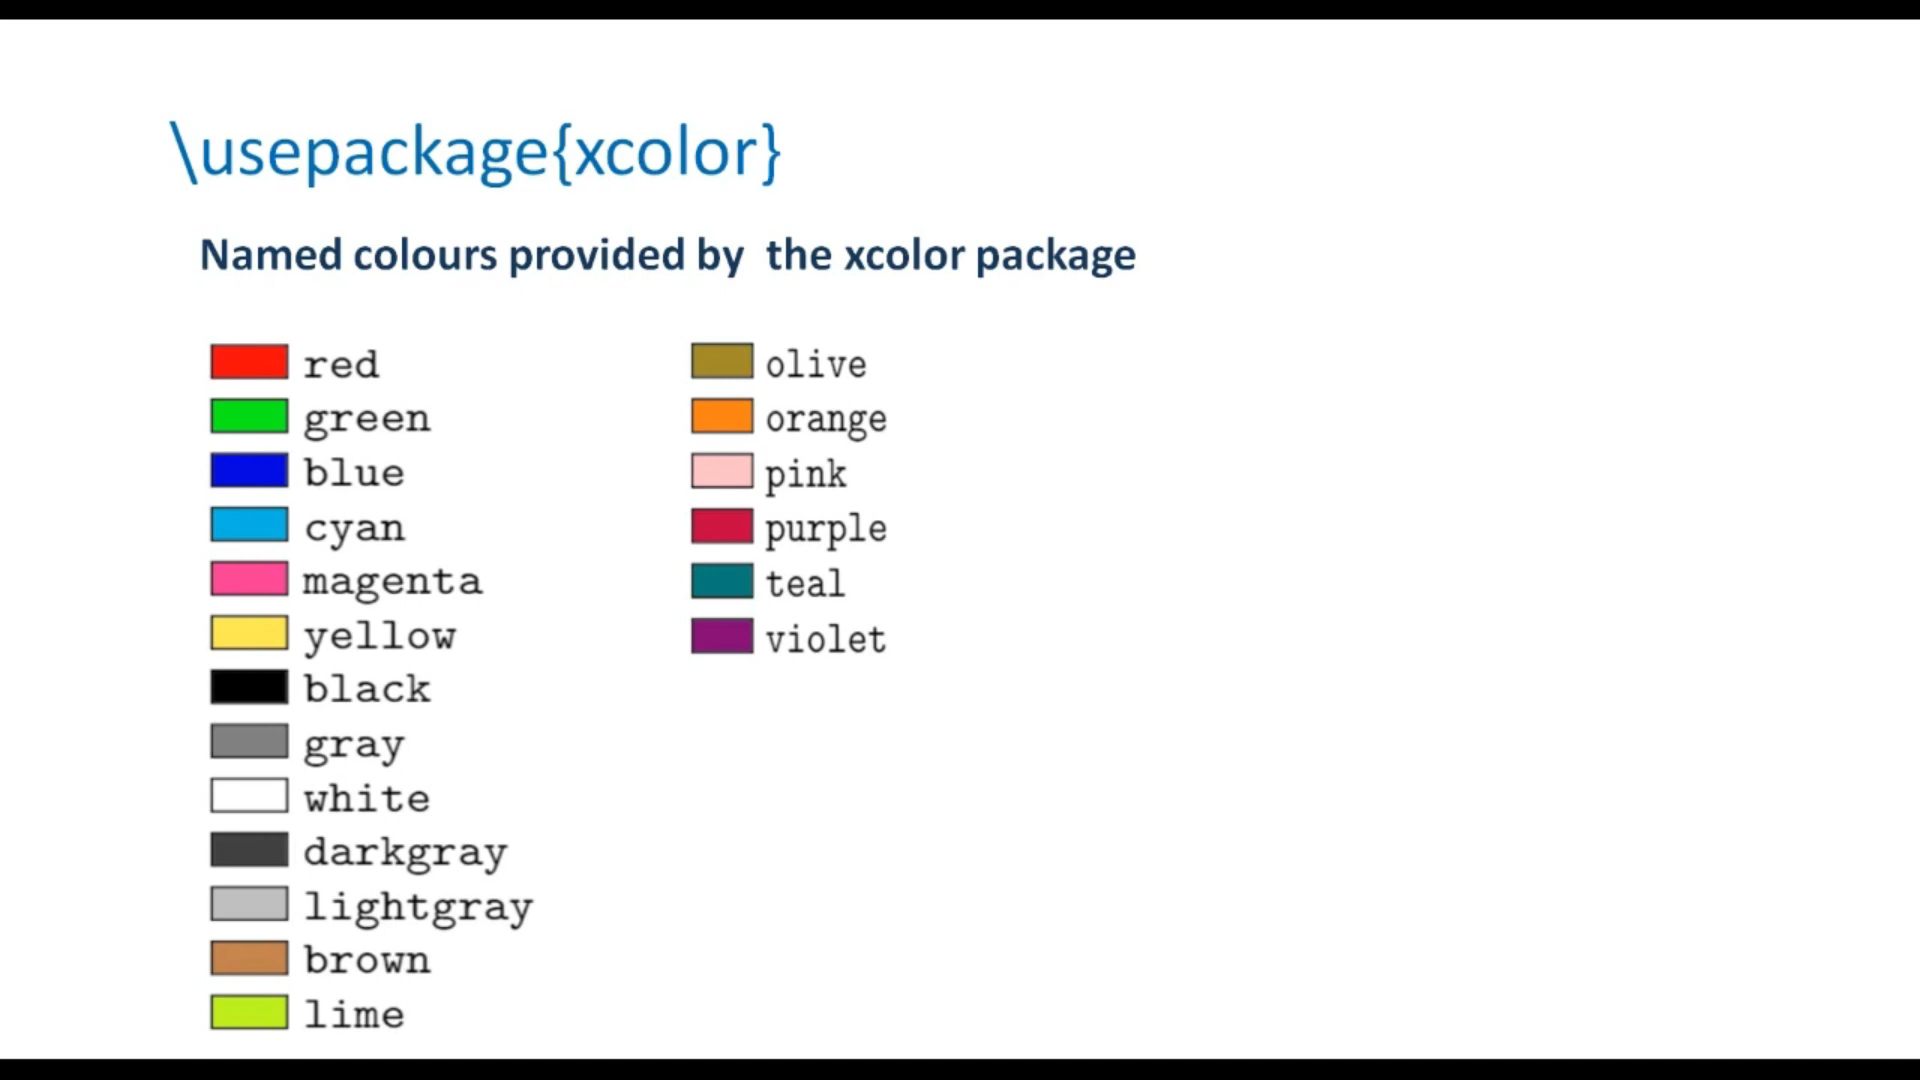 \usepackage{xcolor}
Named colours provided by  the xcolor package
red
green
blue
cyan
magenta
yellow
black
gray
white
darkgray
lightgray
brown
lime
olive
orange
pink
purple
teal
violet